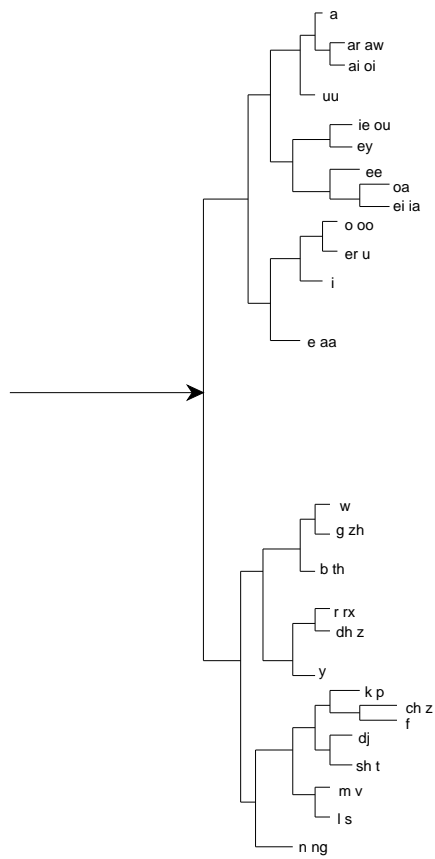 a
ar aw
ai oi
uu
ie ou
ey
ee
oa
ei ia
o oo
er u
i
e aa
w
g zh
b th
r rx
dh z
y
k p
ch z
f
dj
sh t
m v
l s
n ng